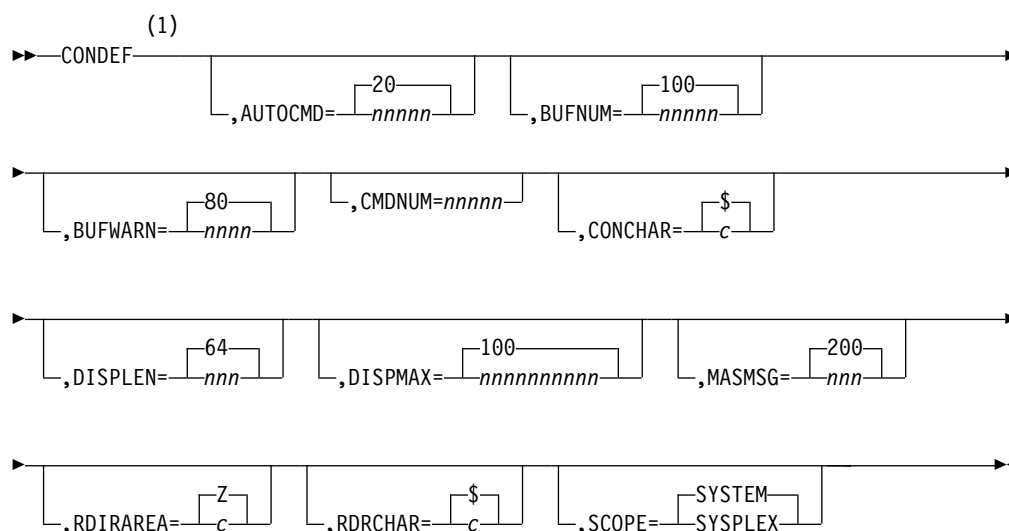 (1)
CONDEF
20
100
,AUTOCMD= nnnnn ,BUFNUM= nnnnn
80
,BUFWARN= nnnn ,CMDNUM=nnnnn ,CONCHAR= $ c
64 100 200
,DISPLEN= nnn ,DISPMAX= nnnnnnnnnn ,MASMSG= nnn
Z $ SYSTEM
,RDIRAREA= c ,RDRCHAR= c ,SCOPE= SYSPLEX